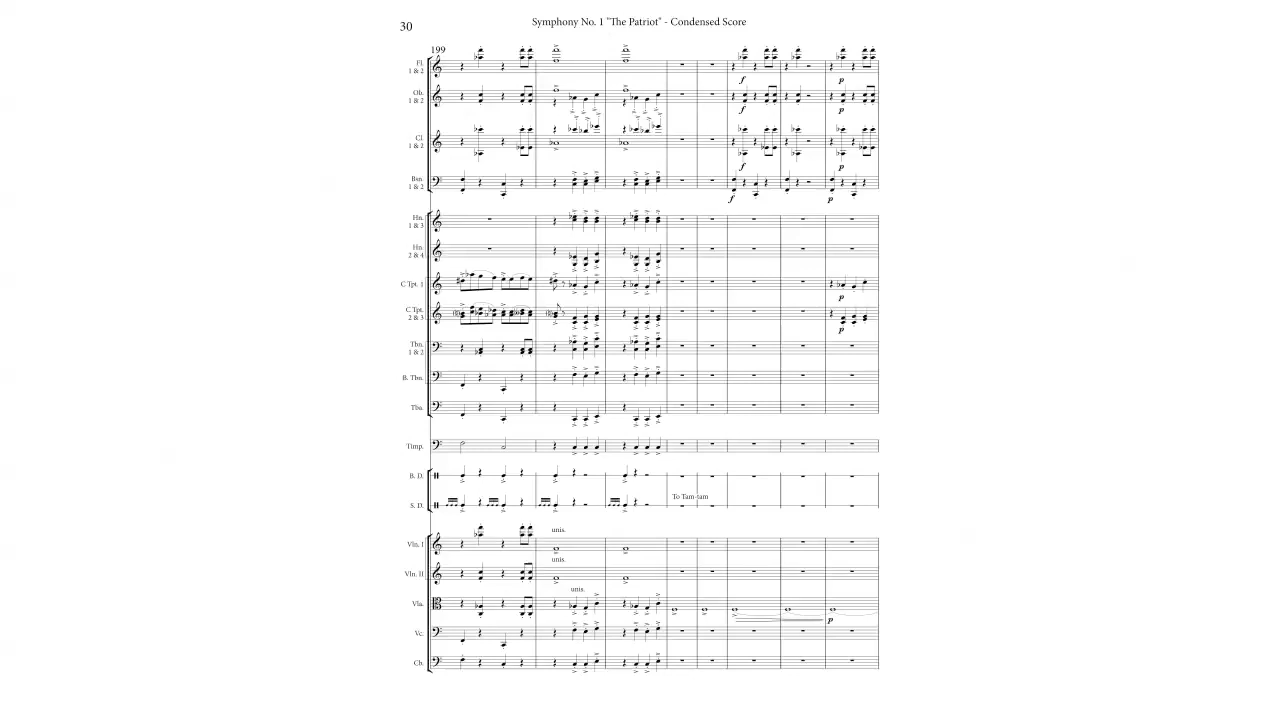 30
Symphony No. 1 "The Patriot" - Condensed Score
199
Fl.
1 & 2
f
p
Ob.
1 & 2
f
p
Cl.
1 & 2
f
p
Bsn.
1 & 2
f
p
Hn.
1 & 3
Hn.
2 & 4
C Tpt. 1
p
C Tpt.
2 & 3
p
Tbn.
1 & 2
B. Tbn.
Tba.
Timp.
B. D.
To Tam-tam
S. D.
unis.
Vln. I
unis.
Vln. II
unis.
Vla.
p
Vc.
Cb.